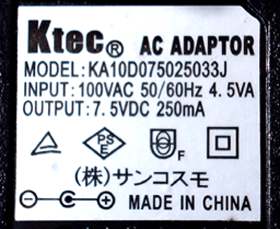 Ktec® AC ADAPTOR
MODEL: KA10D075025033J
INPUT: 100VAC 50/60Hz 4.5VA
OUTPUT: 7.5VDC 250mA
PSE F
(株)サンコスモ
MADE IN CHINA